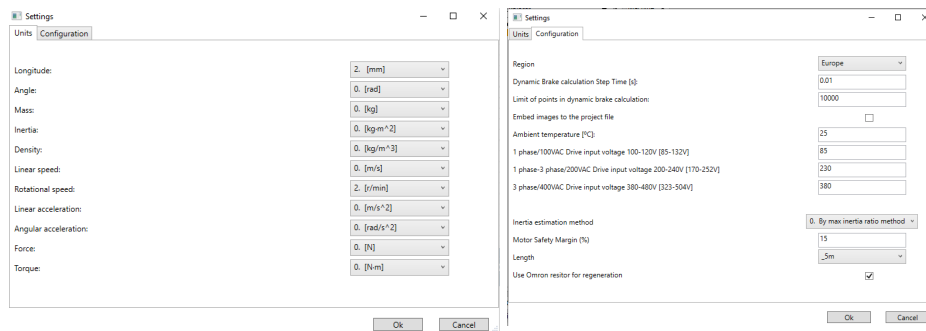 Settings
Units Configuration
Longitude: 2. [mm]
Angle: 0. [rad]
Mass: 0. [kg]
Inertia: 0. [kg·m^2]
Density: 0. [kg/m^3]
Linear speed: 0. [m/s]
Rotational speed: 2. [r/min]
Linear acceleration: 0. [m/s^2]
Angular acceleration: 0. [rad/s^2]
Force: 0. [N]
Torque: 0. [N·m]
Ok Cancel
Settings
Units Configuration
Region Europe
Dynamic Brake calculation Step Time [s]: 0.01
Limit of points in dynamic brake calculation: 10000
Embed images to the project file
Ambient temperature [ºC]: 25
1 phase/100VAC Drive input voltage 100-120V [85-132V] 85
1 phase-3 phase/200VAC Drive input voltage 200-240V [170-252V] 230
3 phase/400VAC Drive input voltage 380-480V [323-504V] 380
Inertia estimation method 0. By max inertia ratio method
Motor Safety Margin (%) 15
Length _5m
Use Omron resitor for regeneration
Ok Cancel